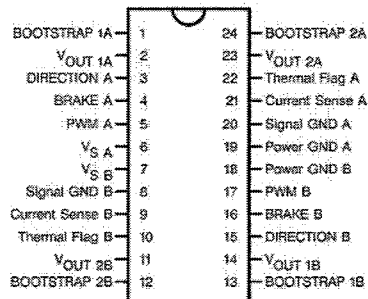 BOOTSTRAP 1A 1 24 BOOTSTRAP 2A
VOUT 1A 2 23 VOUT 2A
DIRECTION A 3 22 Thermal Flag A
BRAKE A 4 21 Current Sense A
PWM A 5 20 Signal GND A
VS A 6 19 Power GND A
VS B 7 18 Power GND B
Signal GND B 8 17 PWM B
Current Sense B 9 16 BRAKE B
Thermal Flag B 10 15 DIRECTION B
VOUT 2B 11 14 VOUT 1B
BOOTSTRAP 2B 12 13 BOOTSTRAP 1B